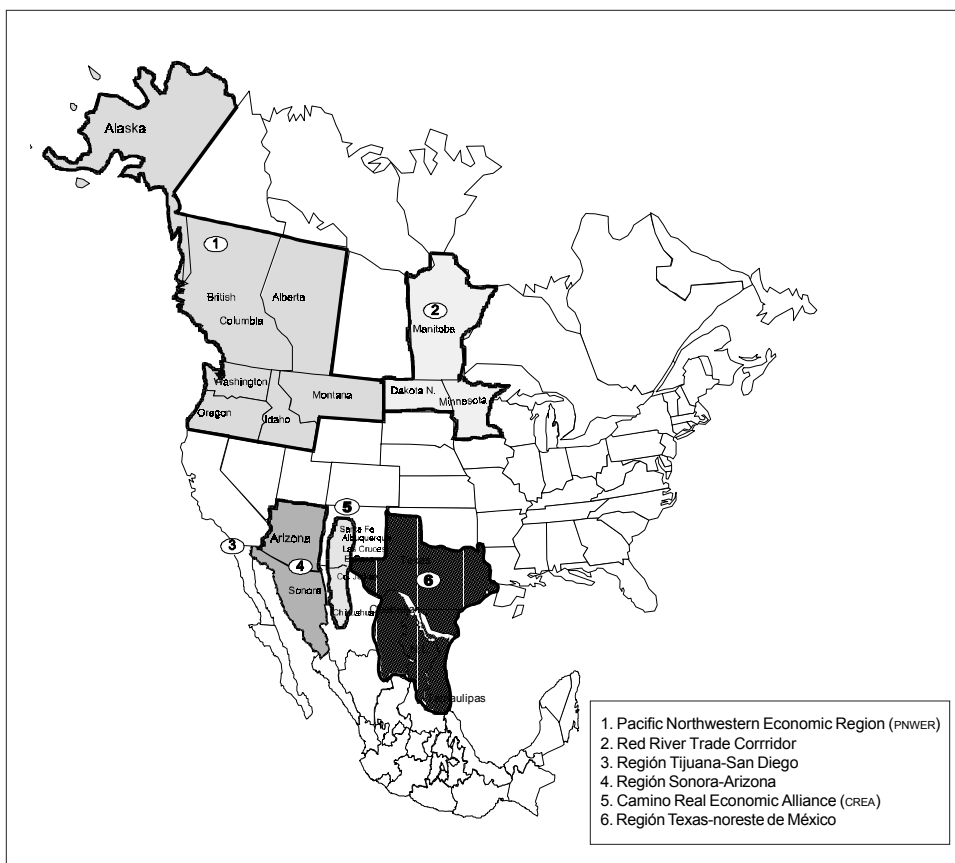 Alaska
1
British
Columbia
Alberta
2
Manitoba
Washington
Oregon
Idaho
Montana
Dakota N.
Minnesota
5
Santa Fe
Albuquerque
Las Cruces
Arizona
3
4
Sonora
Chihuahua
Texas
6
Coahuila
Tamaulipas
1. Pacific Northwestern Economic Region (PNWER)
2. Red River Trade Corrridor
3. Región Tijuana-San Diego
4. Región Sonora-Arizona
5. Camino Real Economic Alliance (CREA)
6. Región Texas-noreste de México